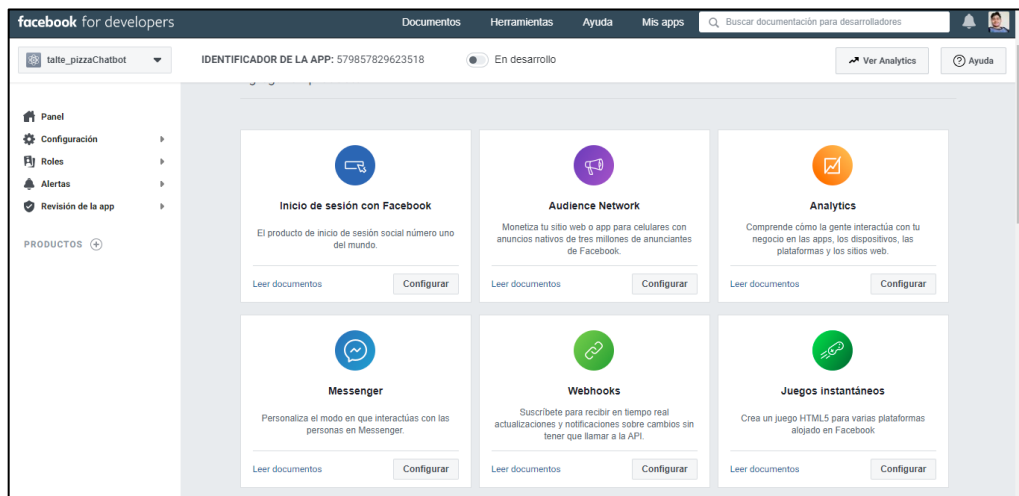 facebook for developers
Documentos Herramientas Ayuda Mis apps Buscar documentación para desarrolladores
talte_pizzaChatbot IDENTIFICADOR DE LA APP: 579857829623518 En desarrollo Ver Analytics Ayuda
Panel
Configuración
Roles
Alertas
Revisión de la app
PRODUCTOS
Inicio de sesión con Facebook
El producto de inicio de sesión social número uno
del mundo.
Leer documentos Configurar
Audience Network
Monetiza tu sitio web o app para celulares con
anuncios nativos de tres millones de anunciantes
de Facebook.
Leer documentos Configurar
Analytics
Comprende cómo la gente interactúa con tu
negocio en las apps, los dispositivos, las
plataformas y los sitios web.
Leer documentos Configurar
Messenger
Personaliza el modo en que interactúas con las
personas en Messenger.
Leer documentos Configurar
Webhooks
Suscríbete para recibir en tiempo real
actualizaciones y notificaciones sobre cambios sin
tener que llamar a la API.
Leer documentos Configurar
Juegos instantáneos
Crea un juego HTML5 para varias plataformas
alojado en Facebook
Leer documentos Configurar